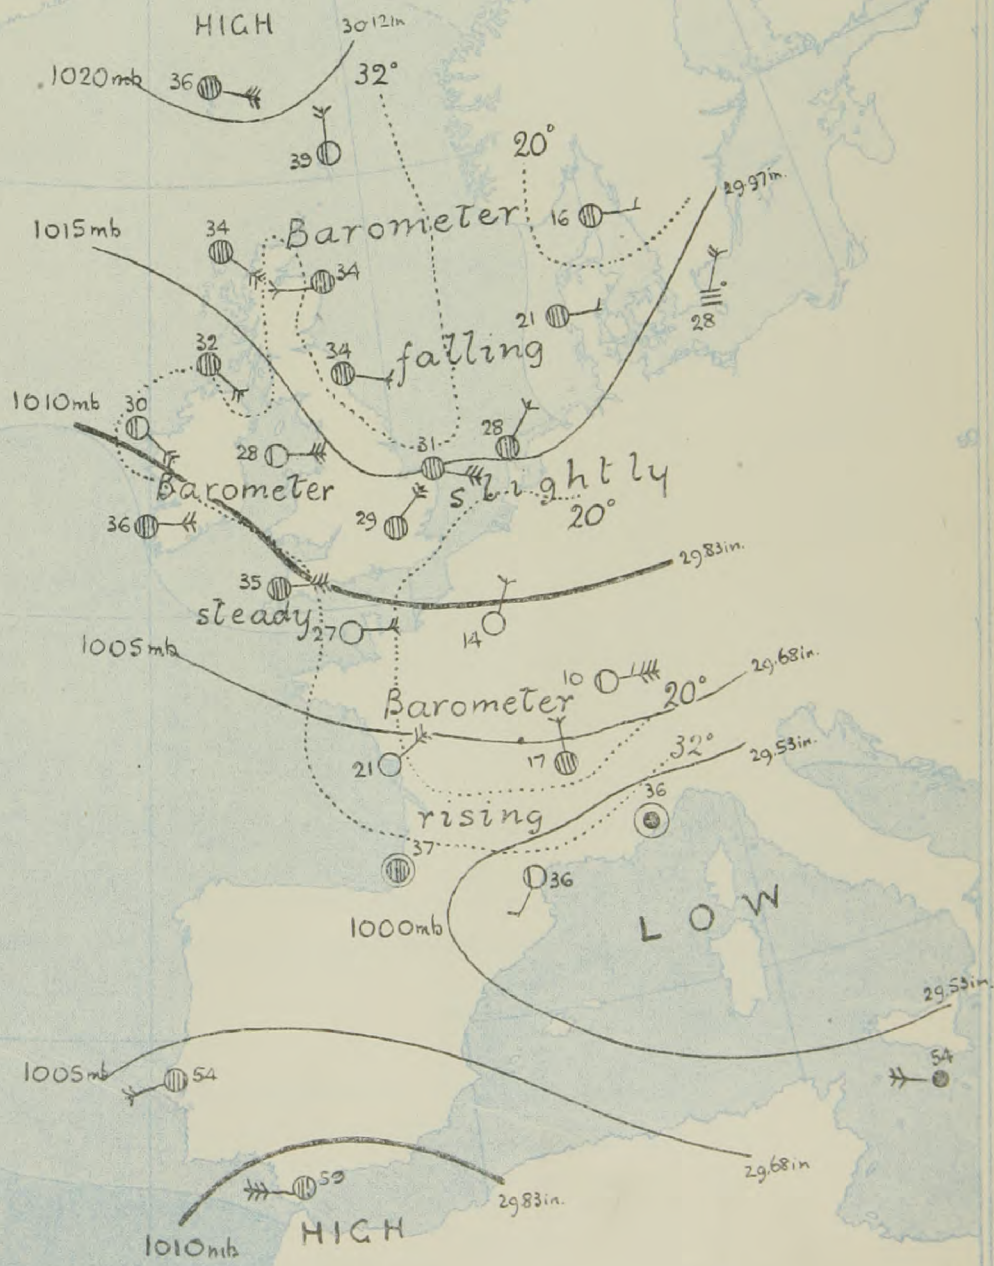 HIGH
30.12in
1020mb
36
32°
39
20°
29.97in.
16
1015mb
34
Barometer
34
21
28
32
34
falling
1010mb
30
28
28
31
Barometer
slightly
36
29
20°
29.83in.
35
steady
27
14
1005mb
10
29.68in.
Barometer
20°
21
17
32°
29.53in.
36
rising
37
36
LOW
1000mb
29.53in.
1005mb
54
54
29.68in
59
29.83in.
HIGH
1010mb